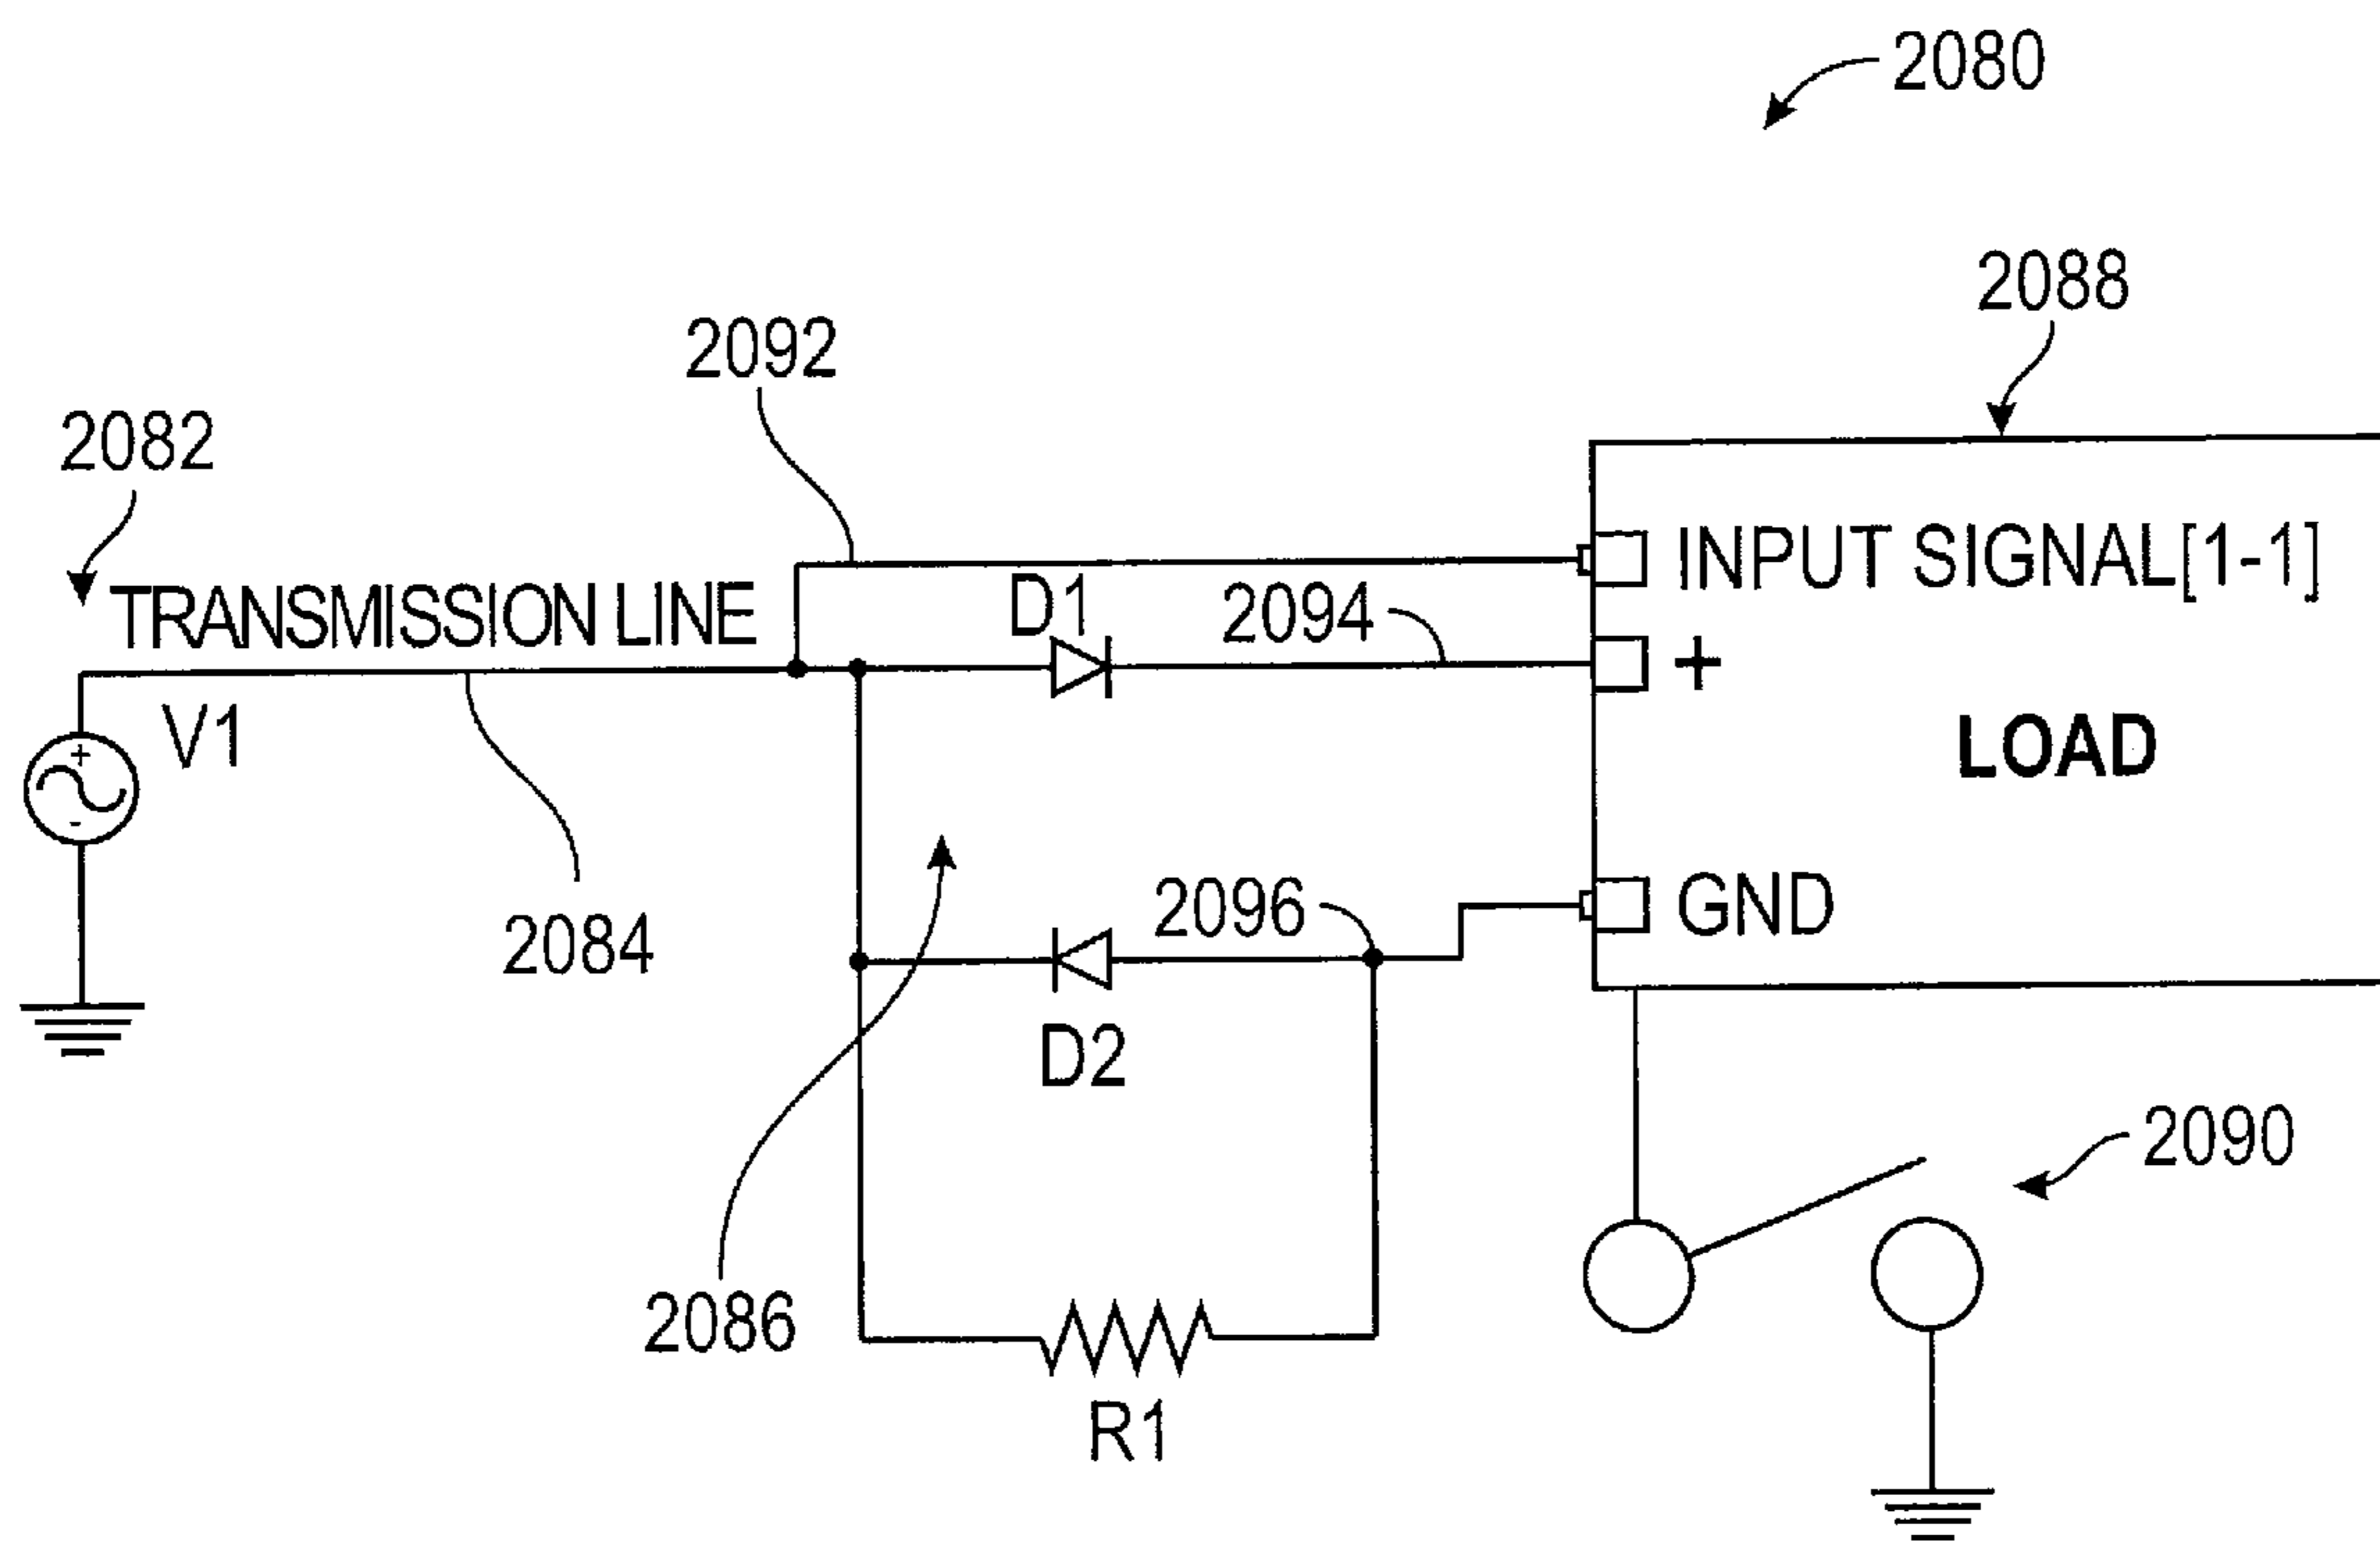 2080
2088
2092
2082
INPUT SIGNAL[1-1]
TRANSMISSION LINE
D1
2094
+
V1
LOAD
+
-
2084
2096
GND
D2
2090
2086
R1